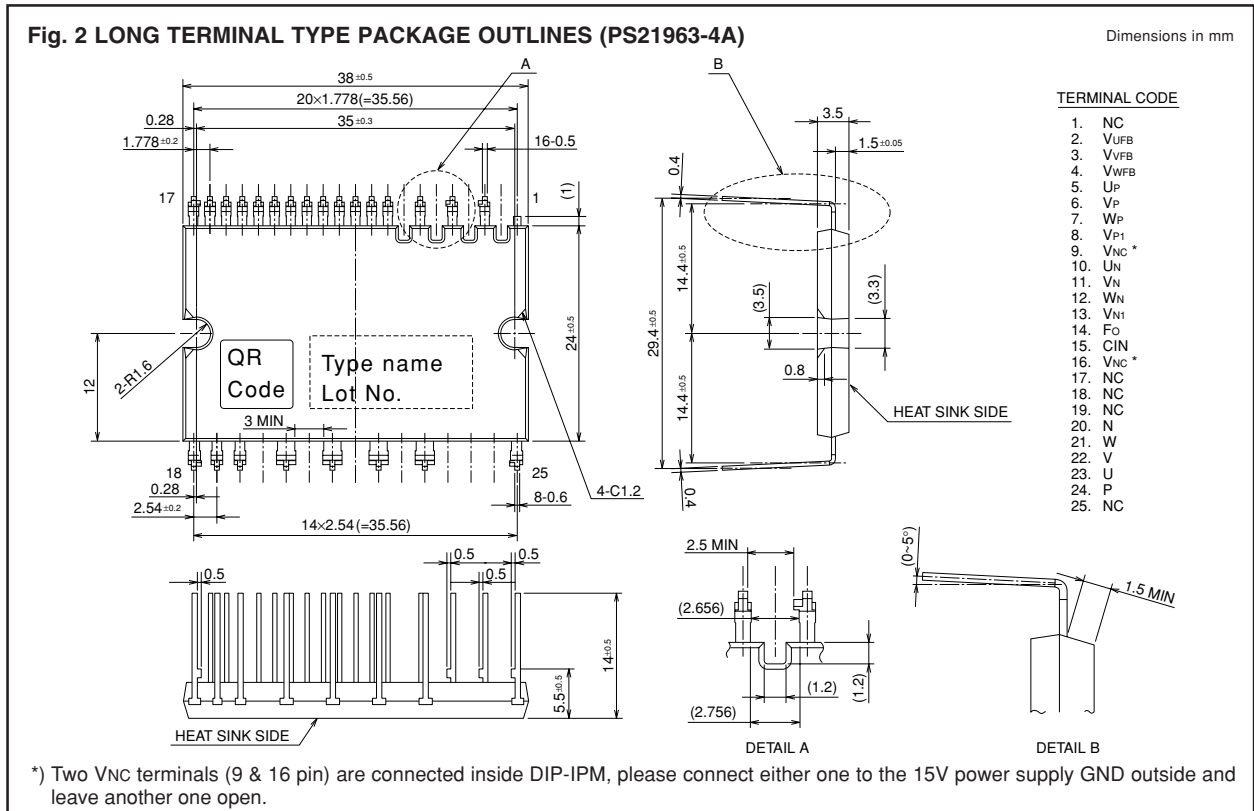 Fig. 2 LONG TERMINAL TYPE PACKAGE OUTLINES (PS21963-4A)
Dimensions in mm
A
38 ±0.5
20×1.778(=35.56)
0.28
35 ±0.3
1.778±0.2
16-0.5
17
1
(1)
QR
Code
Type name
Lot No.
2-R1.6
12
24±0.5
3 MIN
18
25
0.28
2.54±0.2
8-0.6
4-C1.2
14×2.54(=35.56)
B
3.5
1.5±0.05
0.4
14.4±0.5
29.4±0.5
(3.5)
(3.3)
0.8
14.4±0.5
HEAT SINK SIDE
0.4
TERMINAL CODE
1. NC
2. VUFB
3. VVFB
4. VWFB
5. UP
6. VP
7. WP
8. VP1
9. VNC *
10. UN
11. VN
12. WN
13. VN1
14. FO
15. CIN
16. VNC *
17. NC
18. NC
19. NC
20. N
21. W
22. V
23. U
24. P
25. NC
0.5
0.5
0.5
0.5
14±0.5
5.5±0.5
HEAT SINK SIDE
2.5 MIN
(2.656)
(1.2)
(1.2)
(2.756)
DETAIL A
(0~5°)
1.5 MIN
DETAIL B
*) Two VNC terminals (9 & 16 pin) are connected inside DIP-IPM, please connect either one to the 15V power supply GND outside and
leave another one open.